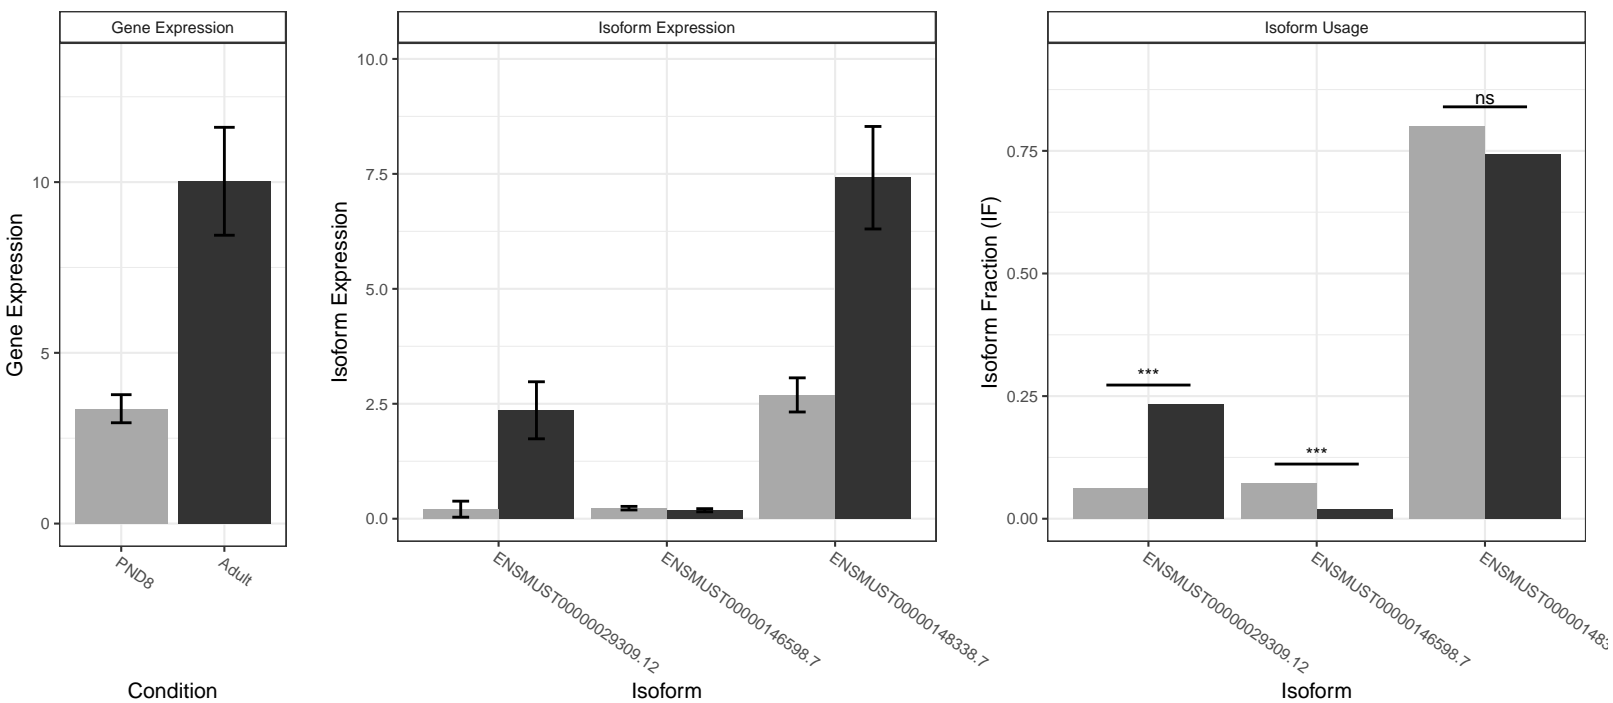 Gene Expression
Gene Expression
10
5
0
PND8
Adult
Condition
Isoform Expression
Isoform Expression
10.0
7.5
5.0
2.5
0.0
ENSMUST00000029309.12
ENSMUST00000146598.7
ENSMUST00000148338.7
Isoform
Isoform Usage
Isoform Fraction (IF)
0.75
0.50
0.25
0.00
***
***
ns
ENSMUST00000029309.12
ENSMUST00000146598.7
ENSMUST00000148
Isoform